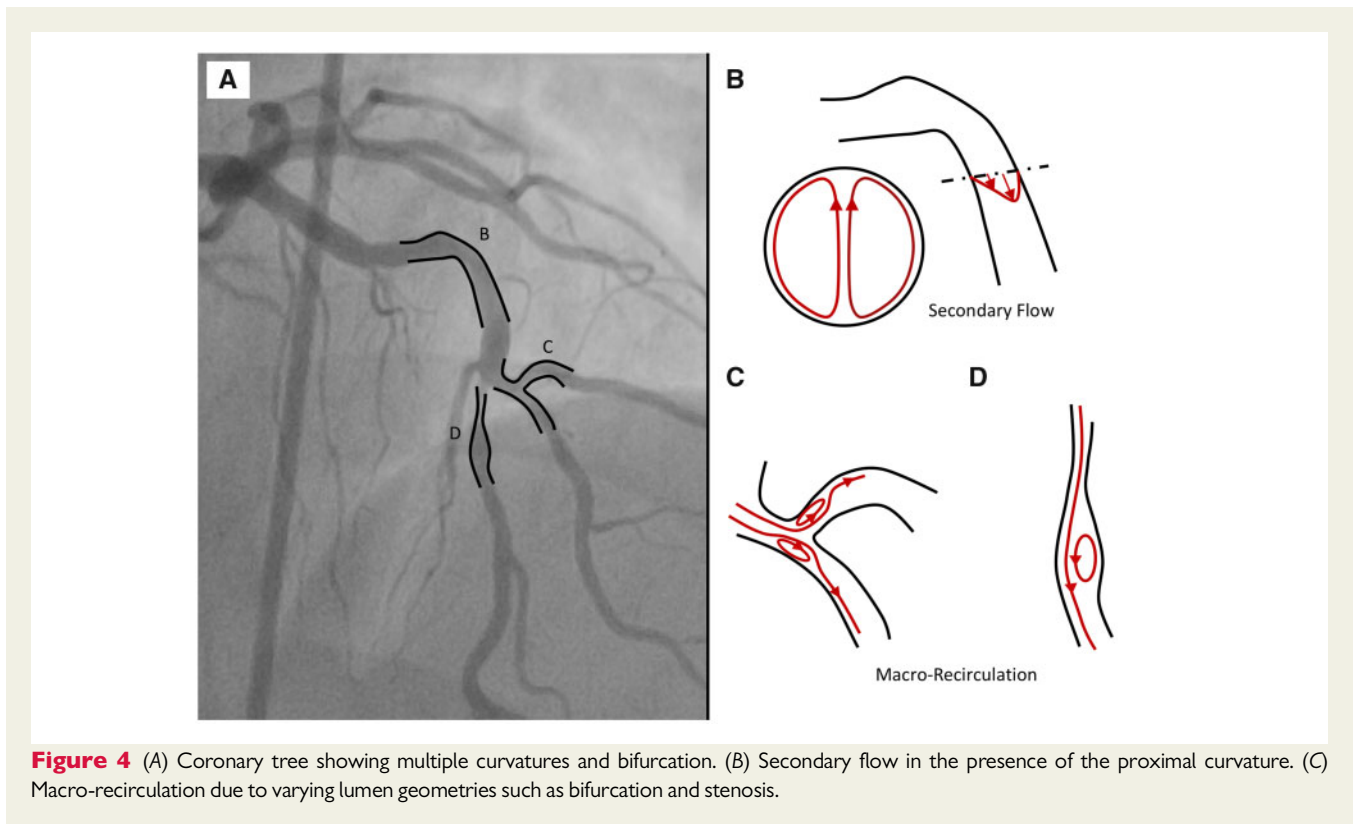 A
B
C
D
B
Secondary Flow
C
D
Macro-Recirculation
Figure 4 (A) Coronary tree showing multiple curvatures and bifurcation. (B) Secondary flow in the presence of the proximal curvature. (C)
Macro-recirculation due to varying lumen geometries such as bifurcation and stenosis.